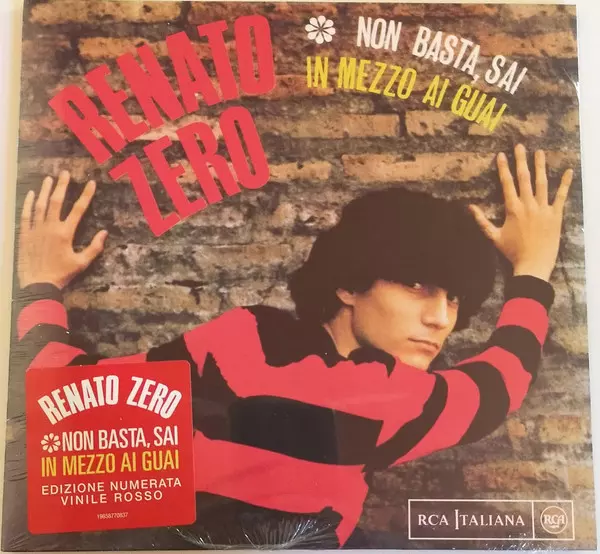 RENATO
ZERO
NON BASTA, SAI
IN MEZZO AI GUAI
RENATO ZERO
NON BASTA, SAI
IN MEZZO AI GUAI
EDIZIONE NUMERATA
VINILE ROSSO
19658770837
RCA ITALIANA
RCA